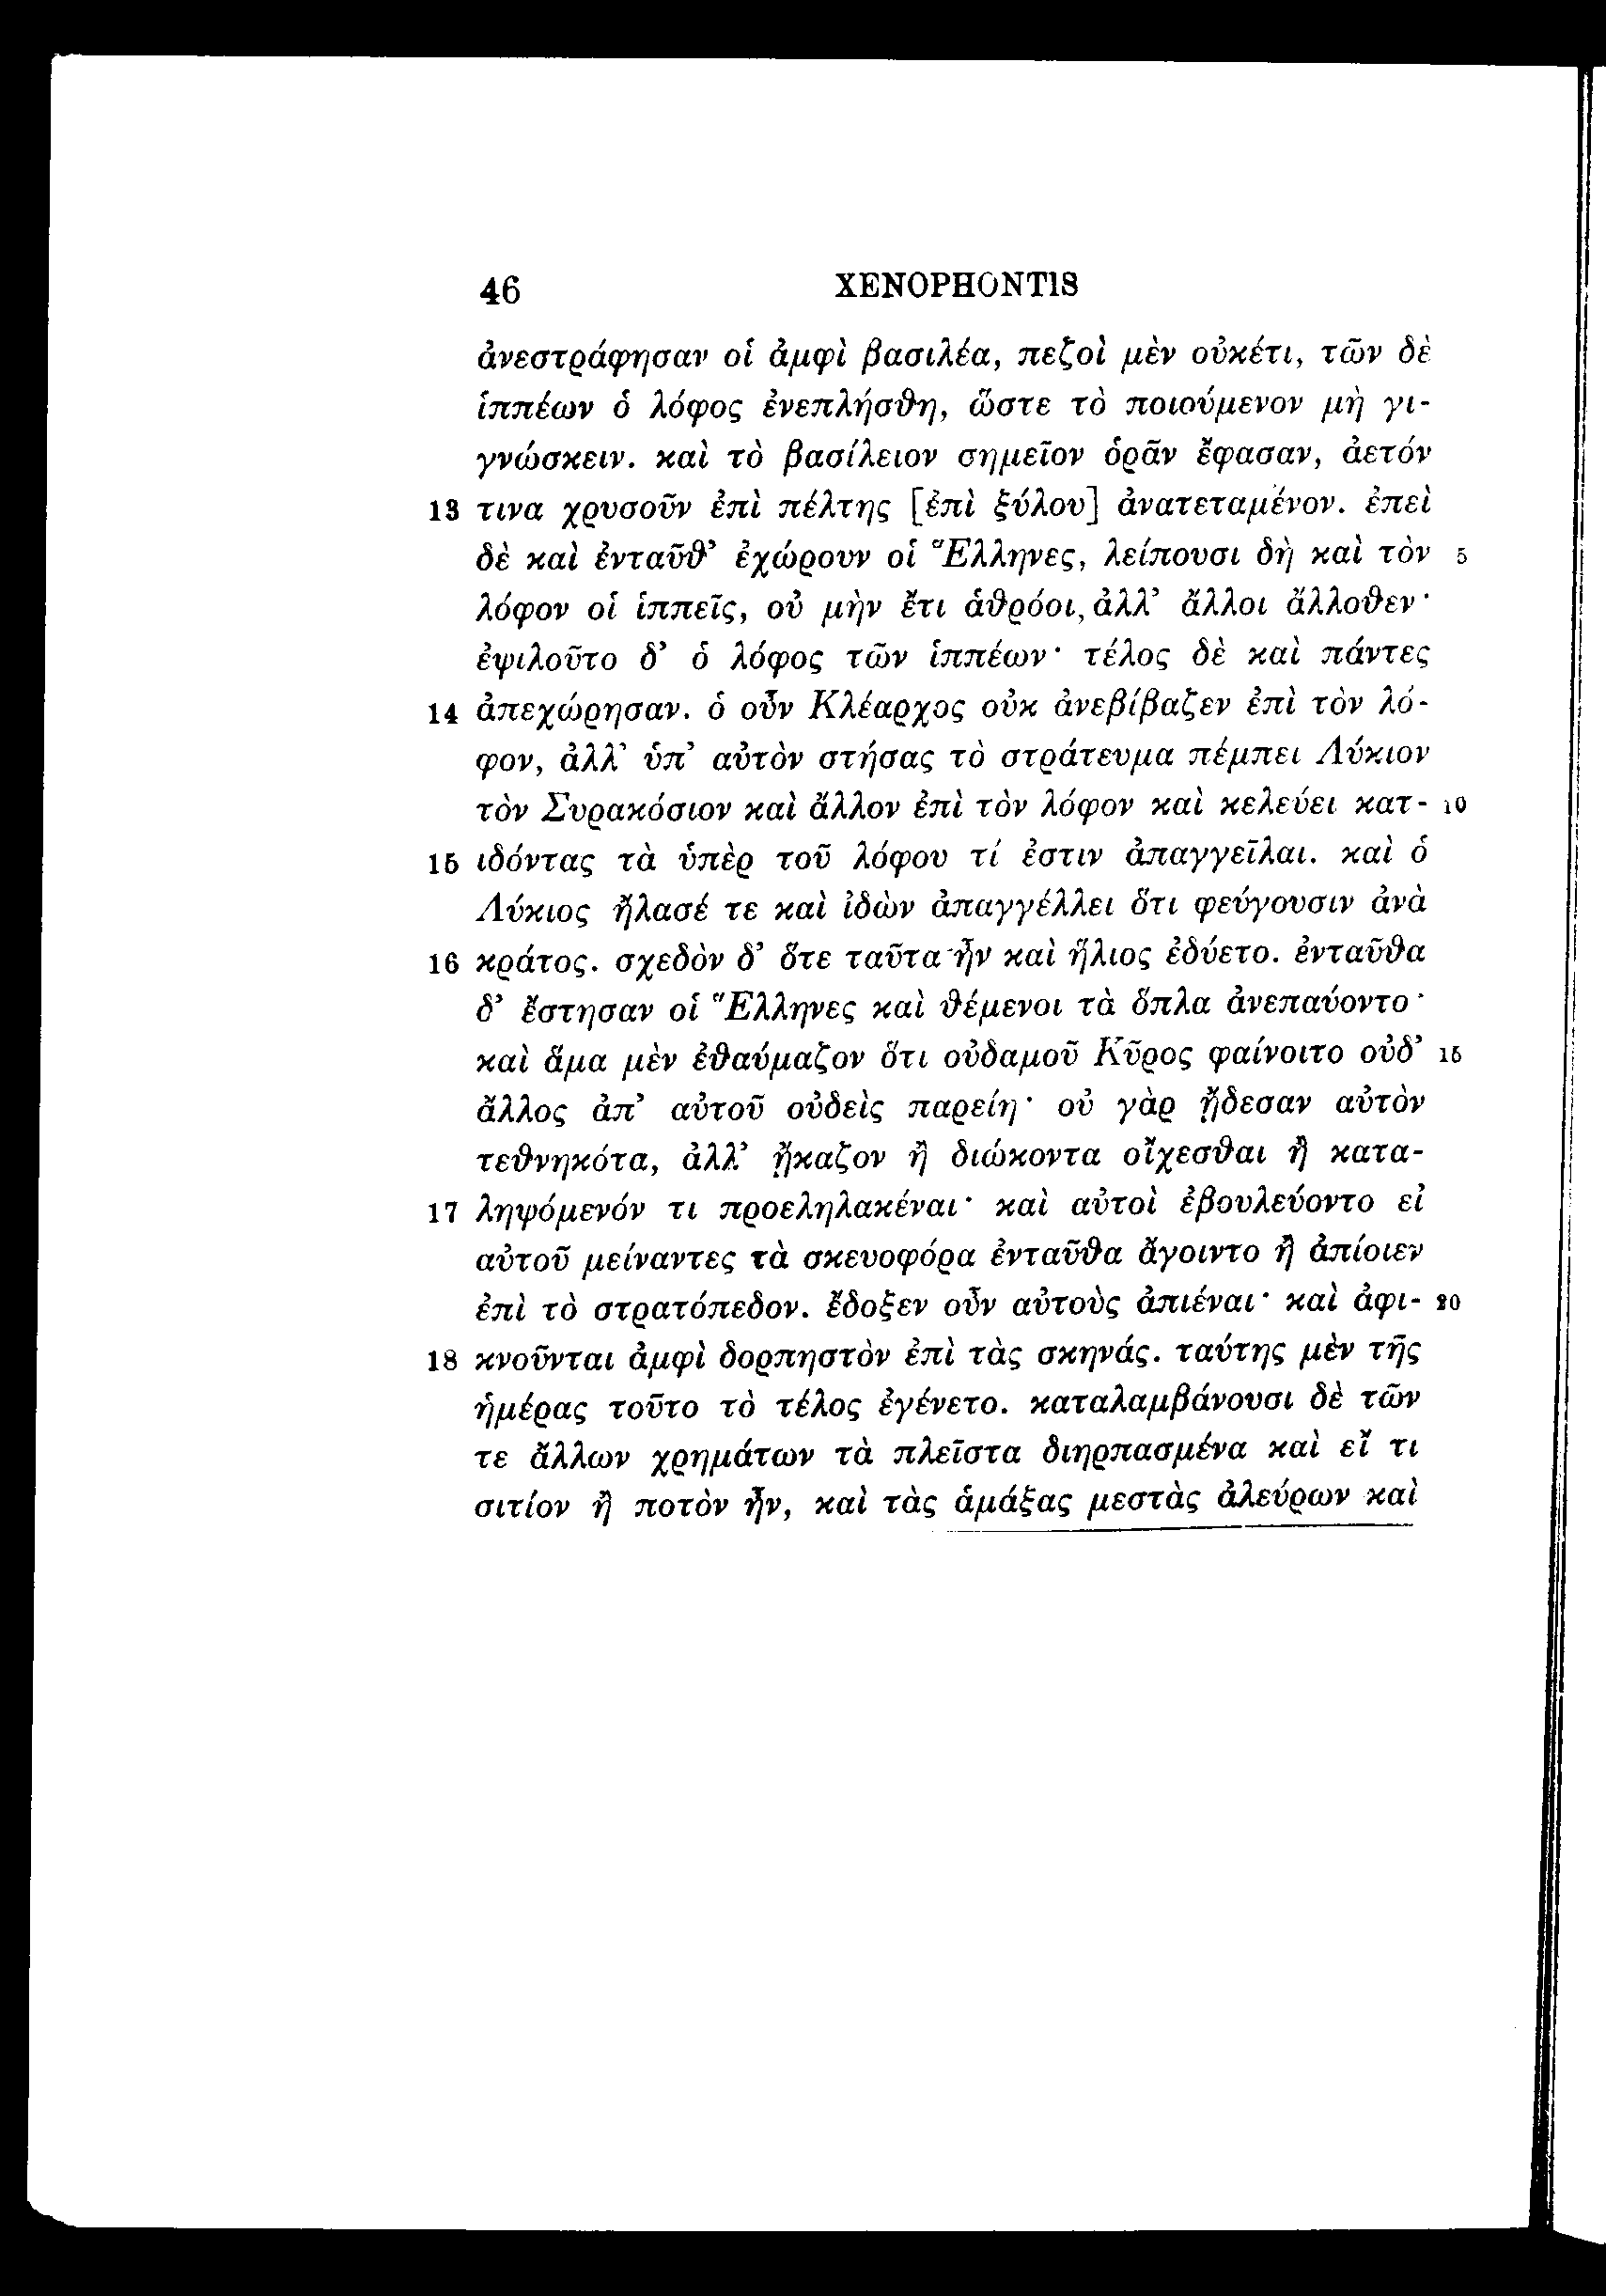 46 XENOPHONTIS
ἀνεστράφησαν οἱ ἀμφὶ βασιλέα, πεζοὶ μὲν οὐκέτι, τῶν δὲ
ἱππέων ὁ λόφος ἐνεπλήσθη, ὥστε τὸ ποιούμενον μὴ γι-
γνώσκειν. καὶ τὸ βασίλειον σημεῖον ὁρᾶν ἔφασαν, ἀετόν
13 τινα χρυσοῦν ἐπὶ πέλτης [ἐπὶ ξύλου] ἀνατεταμένον. ἐπεὶ
δὲ καὶ ἐνταῦθ’ ἐχώρουν οἱ Ἕλληνες, λείπουσι δὴ καὶ τὸν 5
λόφον οἱ ἱππεῖς, οὐ μὴν ἔτι ἁθρόοι, ἀλλ’ ἄλλοι ἄλλοθεν·
ἐψιλοῦτο δ’ ὁ λόφος τῶν ἱππέων· τέλος δὲ καὶ πάντες
14 ἀπεχώρησαν. ὁ οὖν Κλέαρχος οὐκ ἀνεβίβαζεν ἐπὶ τὸν λό-
φον, ἀλλ’ ὑπ’ αὐτὸν στήσας τὸ στράτευμα πέμπει Λύκιον
τὸν Συρακόσιον καὶ ἄλλον ἐπὶ τὸν λόφον καὶ κελεύει κατ- 10
15 ιδόντας τὰ ὑπὲρ τοῦ λόφου τί ἐστιν ἀπαγγεῖλαι. καὶ ὁ
Λύκιος ἤλασέ τε καὶ ἰδὼν ἀπαγγέλλει ὅτι φεύγουσιν ἀνὰ
16 κράτος. σχεδὸν δ’ ὅτε ταῦτα ἦν καὶ ἥλιος ἐδύετο. ἐνταῦθα
δ’ ἔστησαν οἱ Ἕλληνες καὶ θέμενοι τὰ ὅπλα ἀνεπαύοντο·
καὶ ἅμα μὲν ἐθαύμαζον ὅτι οὐδαμοῦ Κῦρος φαίνοιτο οὐδ’ 15
ἄλλος ἀπ’ αὐτοῦ οὐδεὶς παρείη· οὐ γὰρ ᾔδεσαν αὐτὸν
τεθνηκότα, ἀλλ’ ᾔκαζον ἢ διώκοντα οἴχεσθαι ἢ κατα-
17 ληψόμενόν τι προεληλακέναι· καὶ αὐτοὶ ἐβουλεύοντο εἰ
αὐτοῦ μείναντες τὰ σκευοφόρα ἐνταῦθα ἄγοιντο ἢ ἀπίοιεν
ἐπὶ τὸ στρατόπεδον. ἔδοξεν οὖν αὐτοὺς ἀπιέναι· καὶ ἀφι- 20
18 κνοῦνται ἀμφὶ δορπηστὸν ἐπὶ τὰς σκηνάς. ταύτης μὲν τῆς
ἡμέρας τοῦτο τὸ τέλος ἐγένετο. καταλαμβάνουσι δὲ τῶν
τε ἄλλων χρημάτων τὰ πλεῖστα διηρπασμένα καὶ εἴ τι
σιτίον ἢ ποτὸν ἦν, καὶ τὰς ἁμάξας μεστὰς ἀλεύρων καὶ